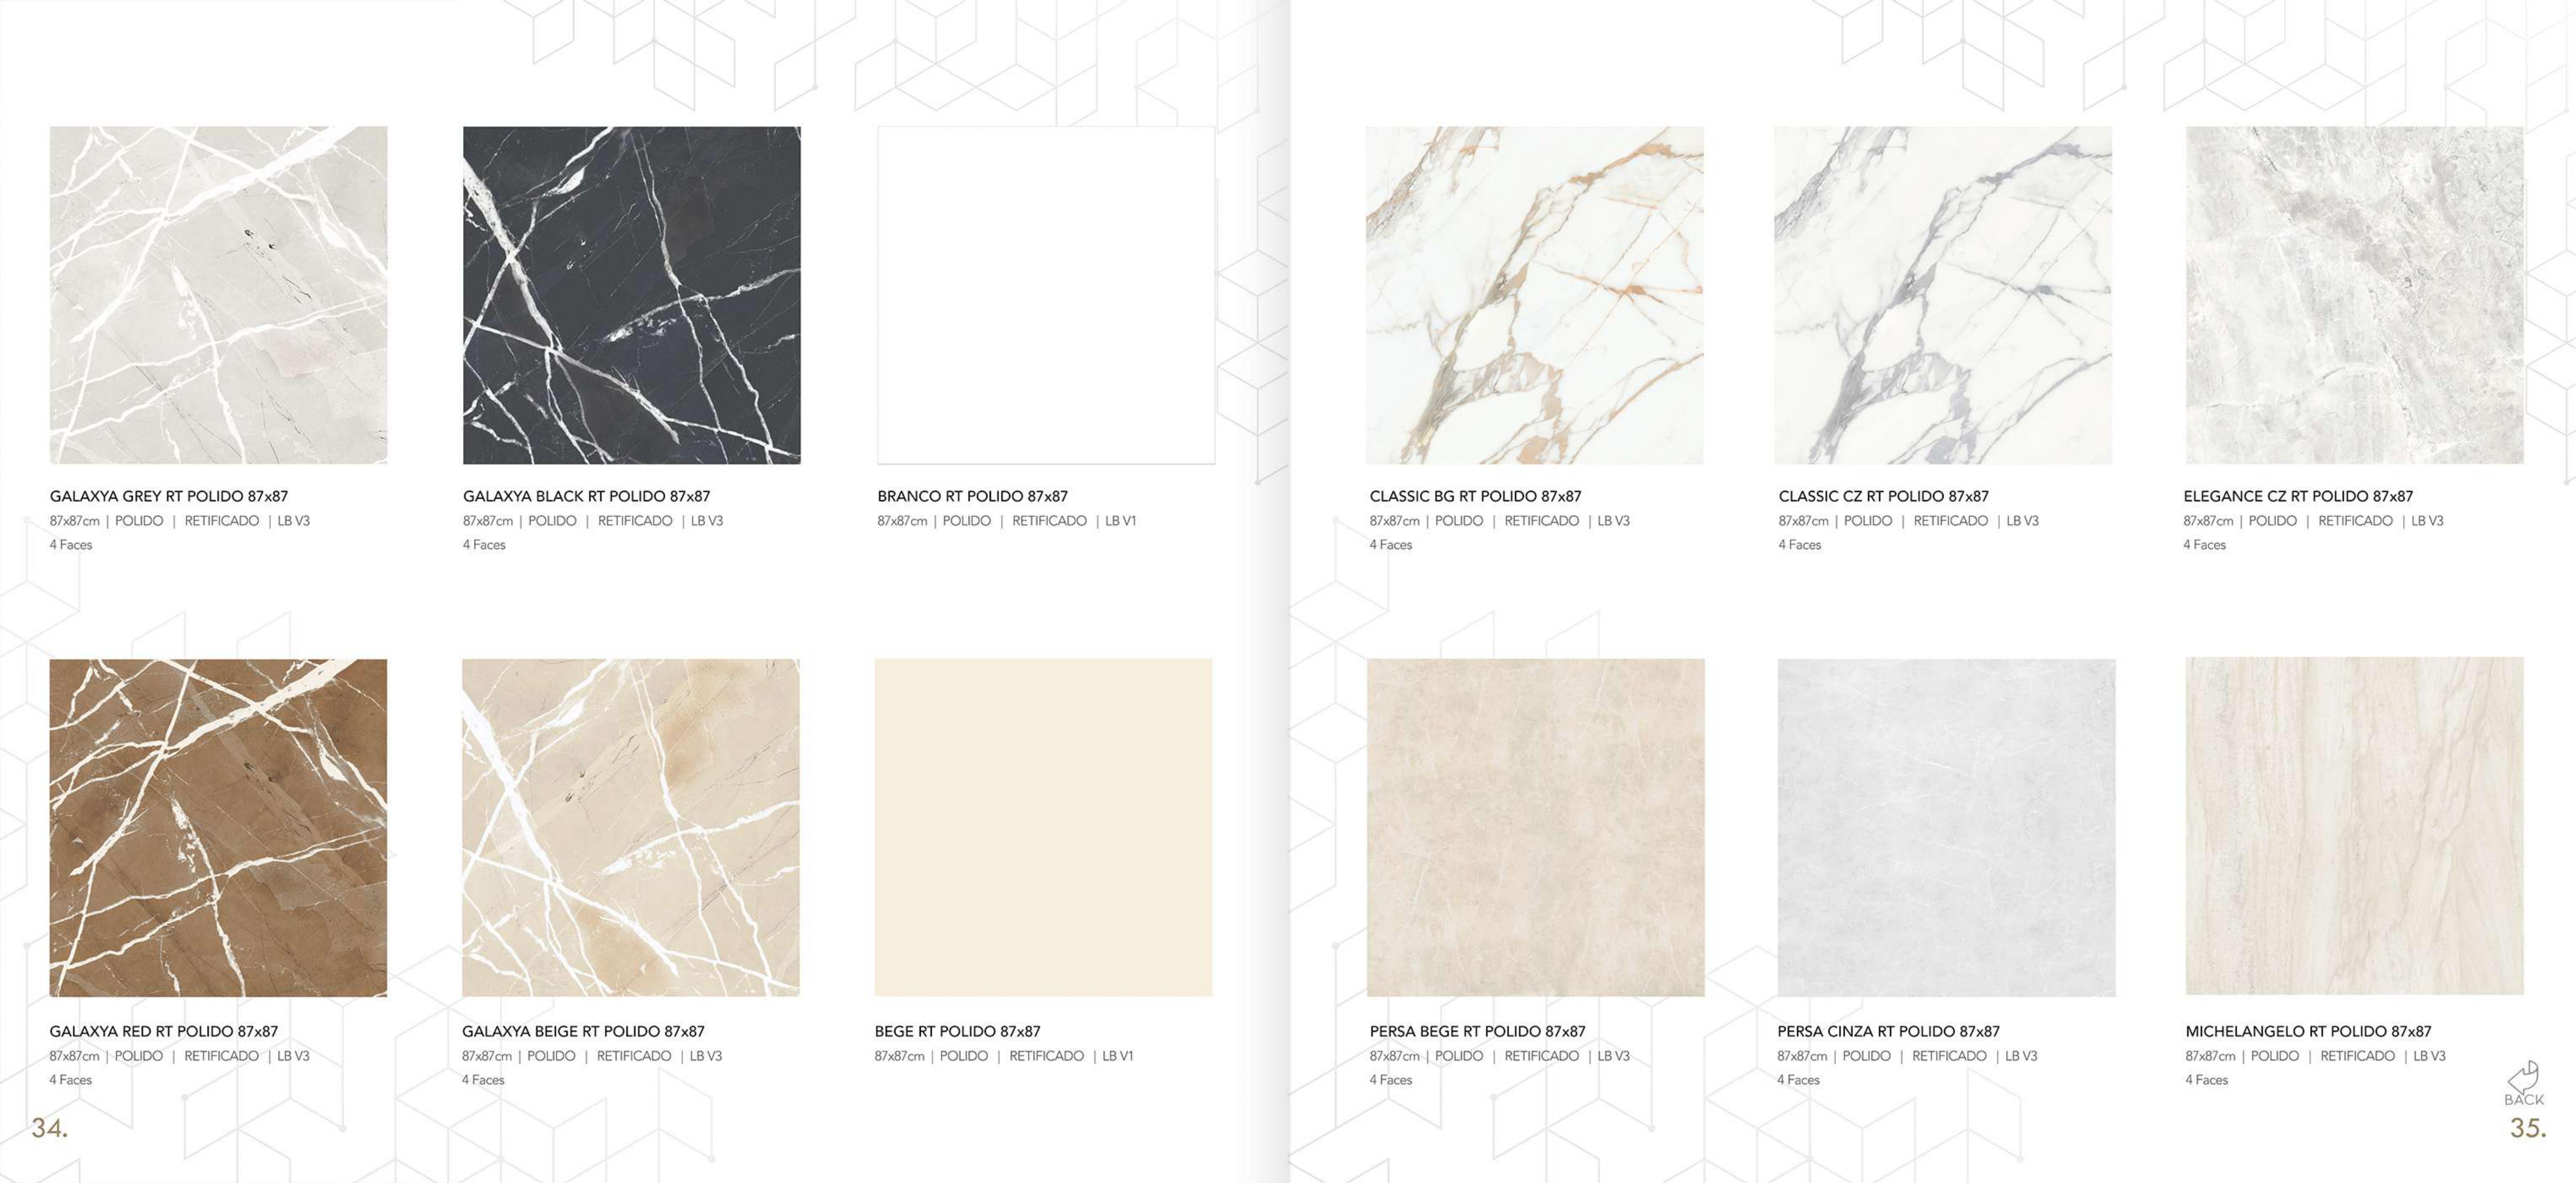 GALAXYA GREY RT POLIDO 87x87
87x87cm | POLIDO | RETIFICADO | LB V3
4 Faces
GALAXYA BLACK RT POLIDO 87x87
87x87cm | POLIDO | RETIFICADO | LB V3
4 Faces
BRANCO RT POLIDO 87x87
87x87cm | POLIDO | RETIFICADO | LB V1
GALAXYA RED RT POLIDO 87x87
87x87cm | POLIDO | RETIFICADO | LB V3
4 Faces
GALAXYA BEIGE RT POLIDO 87x87
87x87cm | POLIDO | RETIFICADO | LB V3
4 Faces
BEGE RT POLIDO 87x87
87x87cm | POLIDO | RETIFICADO | LB V1
34.
CLASSIC BG RT POLIDO 87x87
87x87cm | POLIDO | RETIFICADO | LB V3
4 Faces
CLASSIC CZ RT POLIDO 87x87
87x87cm | POLIDO | RETIFICADO | LB V3
4 Faces
ELEGANCE CZ RT POLIDO 87x87
87x87cm | POLIDO | RETIFICADO | LB V3
4 Faces
PERSA BEGE RT POLIDO 87x87
87x87cm | POLIDO | RETIFICADO | LB V3
4 Faces
PERSA CINZA RT POLIDO 87x87
87x87cm | POLIDO | RETIFICADO | LB V3
4 Faces
MICHELANGELO RT POLIDO 87x87
87x87cm | POLIDO | RETIFICADO | LB V3
4 Faces
BACK
35.